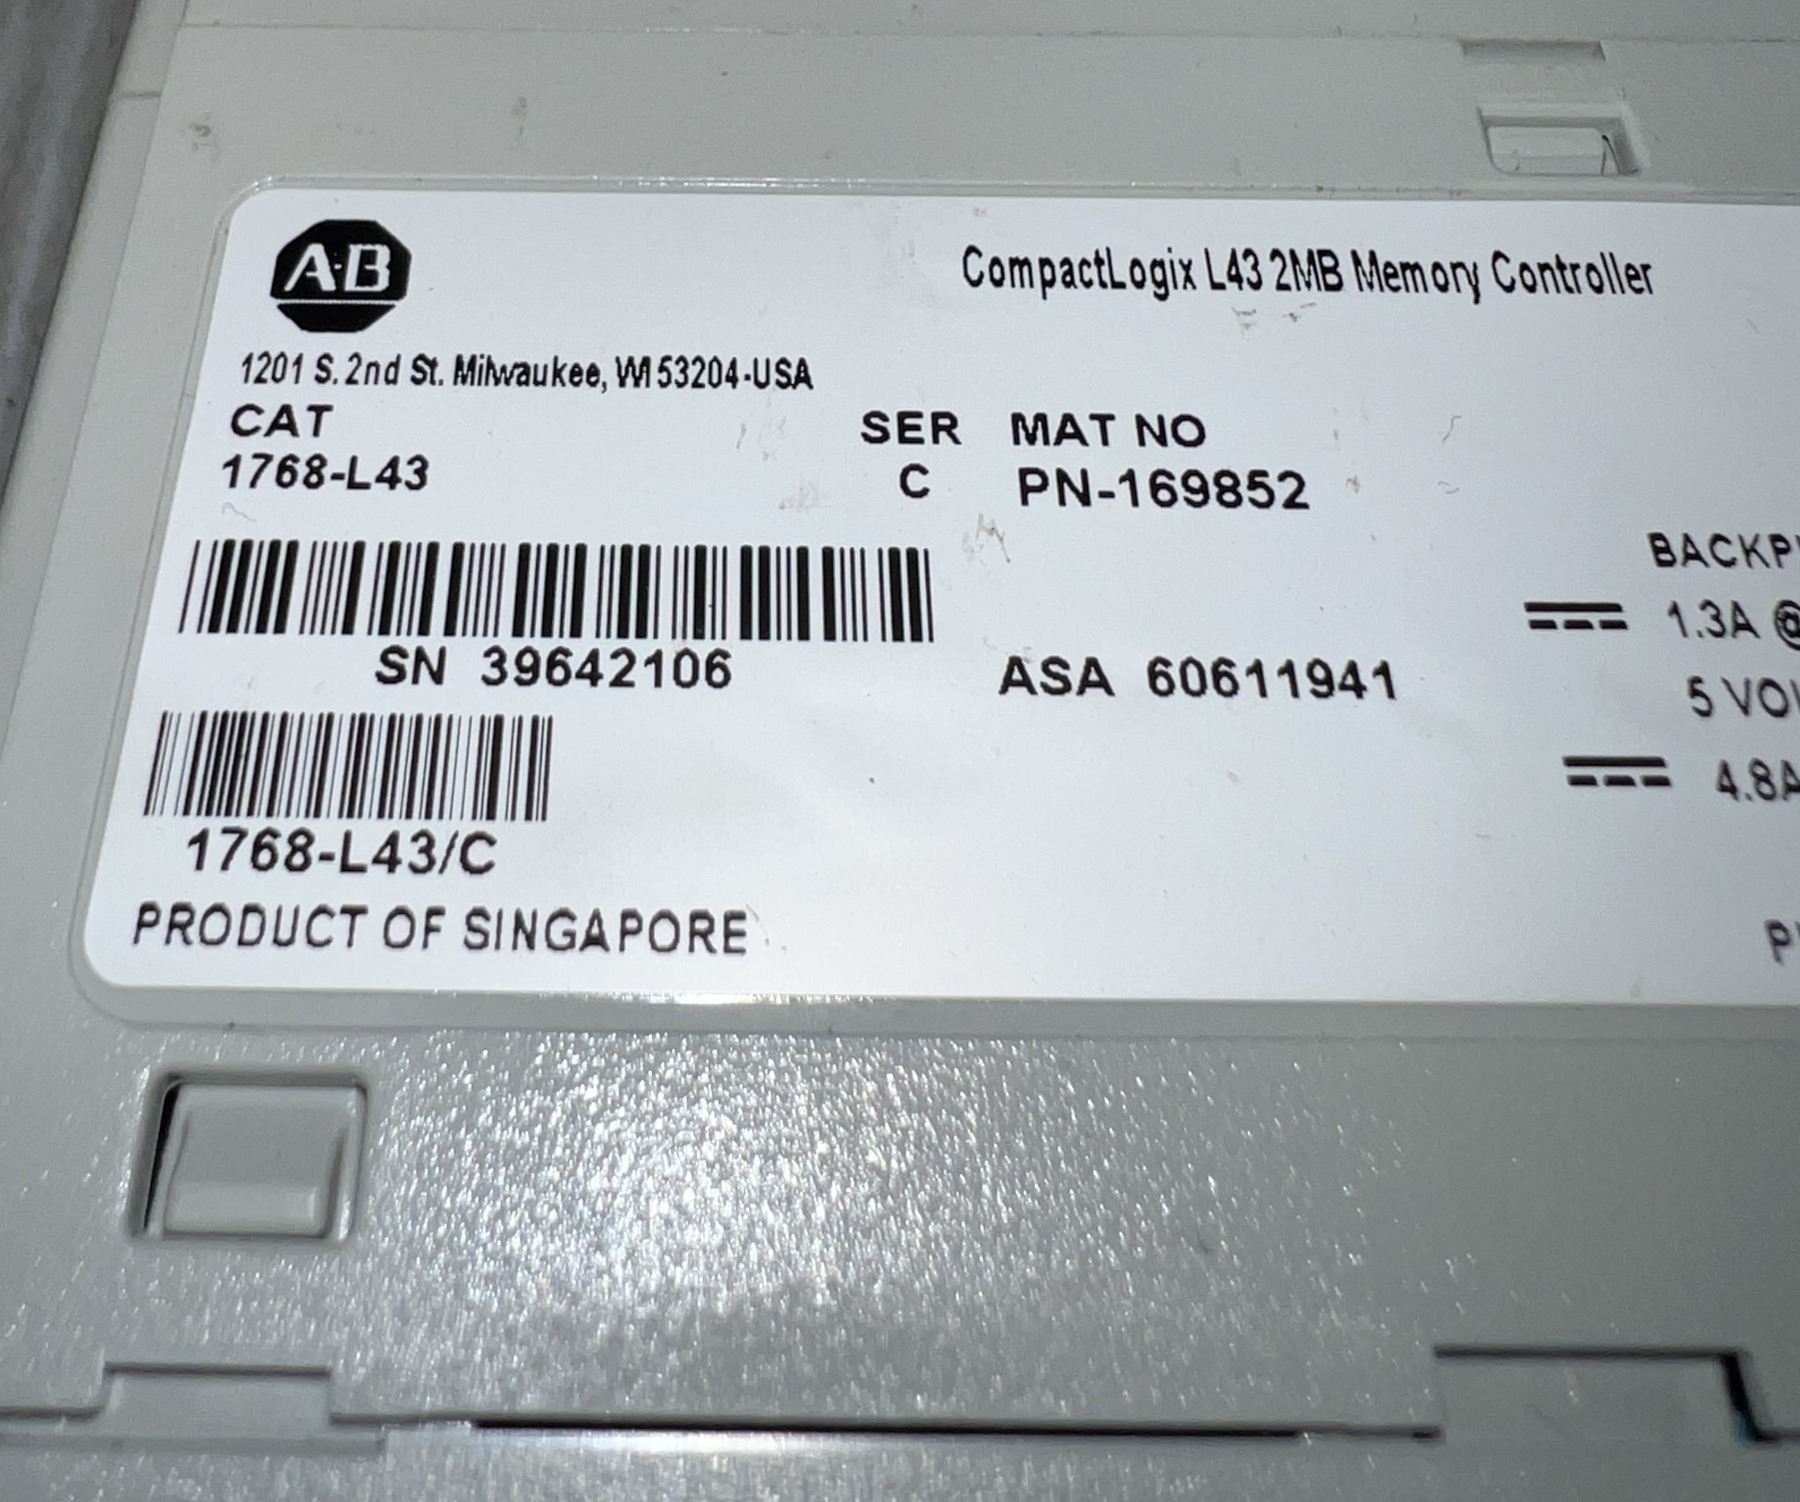 A·B
CompactLogix L43 2MB Memory Controller
1201 S. 2nd St. Milwaukee, WI 53204-USA
CAT
SER MAT NO
1768-L43
C PN-169852
BACKP
1.3A @
SN 39642106
ASA 60611941
5 VO
4.8A
1768-L43/C
PRODUCT OF SINGAPORE